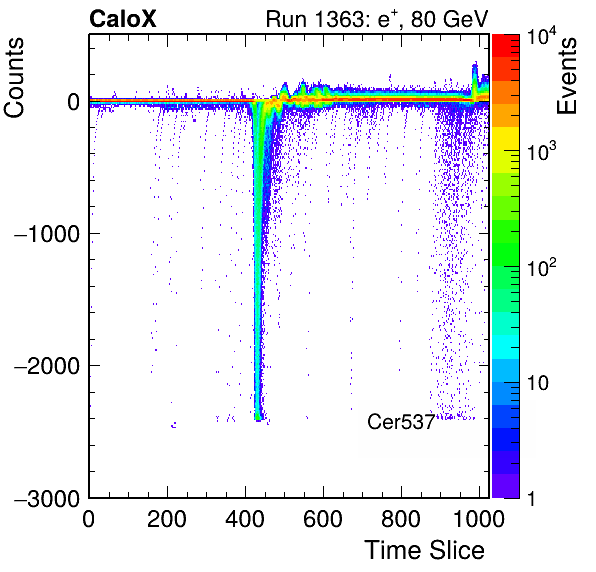 CaloX Run 1363: e⁺, 80 GeV
Counts
Events
0
−1000
−2000
−3000
10⁴
10³
10²
10
1
Cer537
0 200 400 600 800 1000
Time Slice